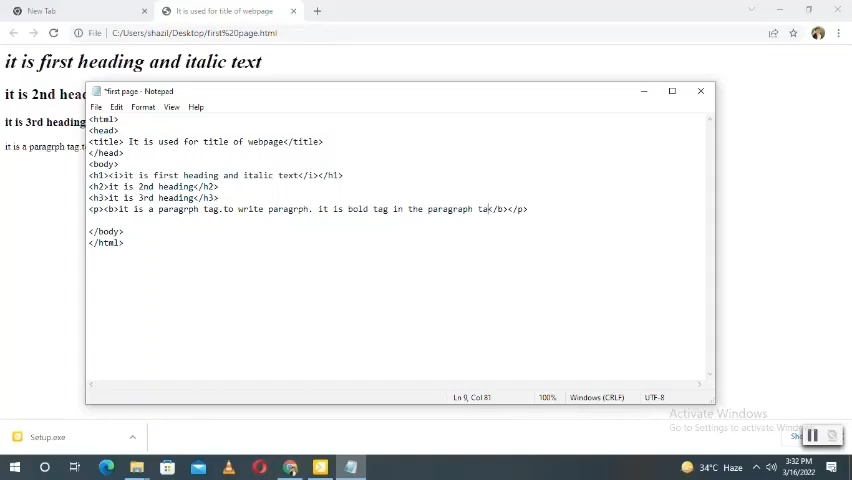 New Tab
It is used for title of webpage
File
C:/Users/shazil/Desktop/first%20page.html
it is first heading and italic text
it is 2nd head
it is 3rd heading
it is a paragrph tag.t
*first page - Notepad
File Edit Format View Help
<html>
<head>
<title> It is used for title of webpage</title>
</head>
<body>
<h1><i>it is first heading and italic text</i></h1>
<h2>it is 2nd heading</h2>
<h3>it is 3rd heading</h3>
<p><b>it is a paragrph tag.to write paragrph. it is bold tag in the paragraph ta</b></p>
</body>
</html>
Ln 9, Col 81
100%
Windows (CRLF)
UTF-8
Activate Windows
Go to Settings to activate Windows
Setup.exe
34°C Haze
3:32 PM
3/16/2022